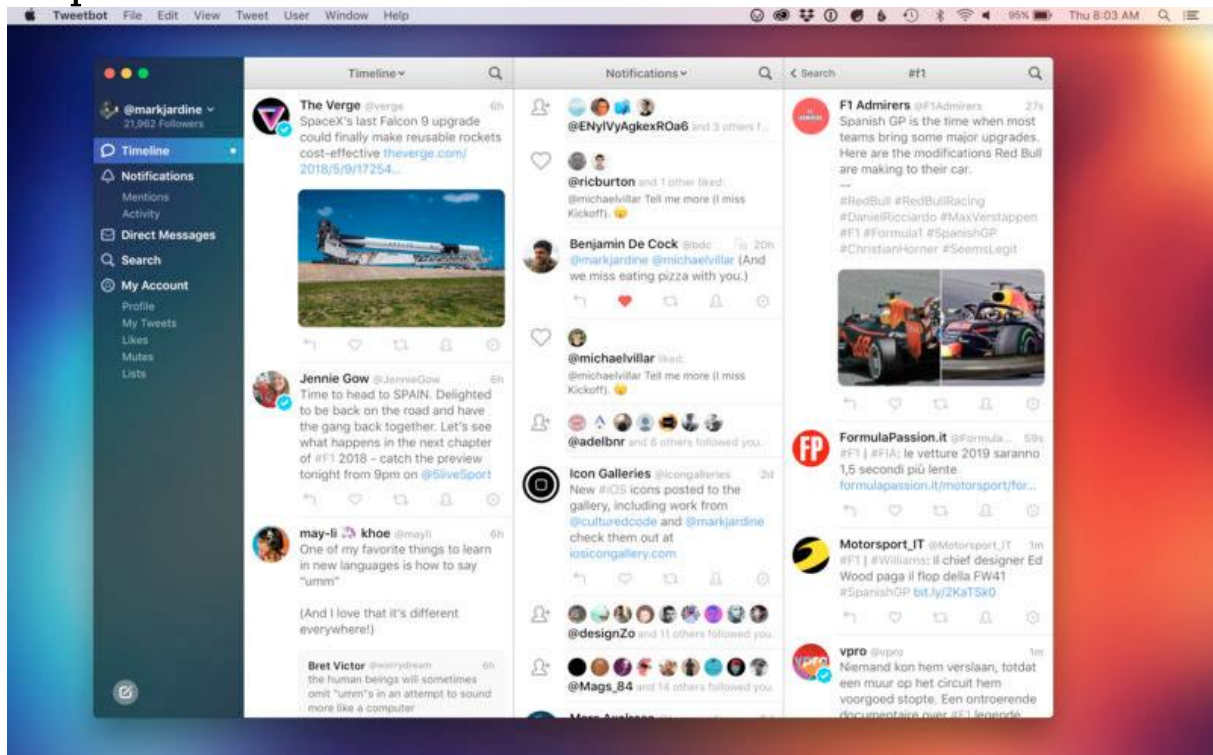 Tweetbot File Edit View Tweet User Window Help
95% Thu 8:03 AM
@markjardine
21,962 Followers
Timeline
Notifications
Mentions
Activity
Direct Messages
Search
My Account
Profile
My Tweets
Likes
Mutes
Lists
Timeline
The Verge @verge 6h
SpaceX's last Falcon 9 upgrade
could finally make reusable rockets
cost-effective theverge.com/
2018/5/9/17254...
Jennie Gow @JennieGow 6h
Time to head to SPAIN. Delighted
to be back on the road and have
the gang back together. Let's see
what happens in the next chapter
of #F1 2018 – catch the preview
tonight from 9pm on @5liveSport
may-li khoe @mayli 6h
One of my favorite things to learn
in new languages is how to say
"umm"
(And I love that it's different
everywhere!)
Bret Victor @worrydream 6h
the human beings will sometimes
omit "umm"s in an attempt to sound
more like a computer
Notifications
@ENyIVyAgkexROa6 and 3 others f...
@ricburton and 1 other liked:
@michaelvillar Tell me more (I miss
Kickoff). 😄
Benjamin De Cock @bdc 20h
@markjardine @michaelvillar (And
we miss eating pizza with you.)
@michaelvillar liked:
@michaelvillar Tell me more (I miss
Kickoff). 😄
@adelbnr and 6 others followed you.
Icon Galleries @icongalleries 2d
New #iOS icons posted to the
gallery, including work from
@culturedcode and @markjardine
check them out at
iosicongallery.com
@designZo and 11 others followed you.
@Mags_84 and 14 others followed you.
Search #f1
F1 Admirers @F1Admirers 27s
Spanish GP is the time when most
teams bring some major upgrades.
Here are the modifications Red Bull
are making to their car.
--
#RedBull #RedBullRacing
#DanielRicciardo #MaxVerstappen
#F1 #Formula1 #SpanishGP
#ChristianHorner #SeemsLegit
FP
FormulaPassion.it @Formula... 59s
#F1 | #FIA: le vetture 2019 saranno
1,5 secondi più lente
formulapassion.it/motorsport/for...
Motorsport_IT @Motorsport_IT 1m
#F1 | #Williams: il chief designer Ed
Wood paga il flop della FW41
#SpanishGP bit.ly/2KaTSk0
vpro @vpro 1m
Niemand kon hem verslaan, totdat
een muur op het circuit hem
voorgoed stopte. Een ontroerende
documentaire over #F1 legende